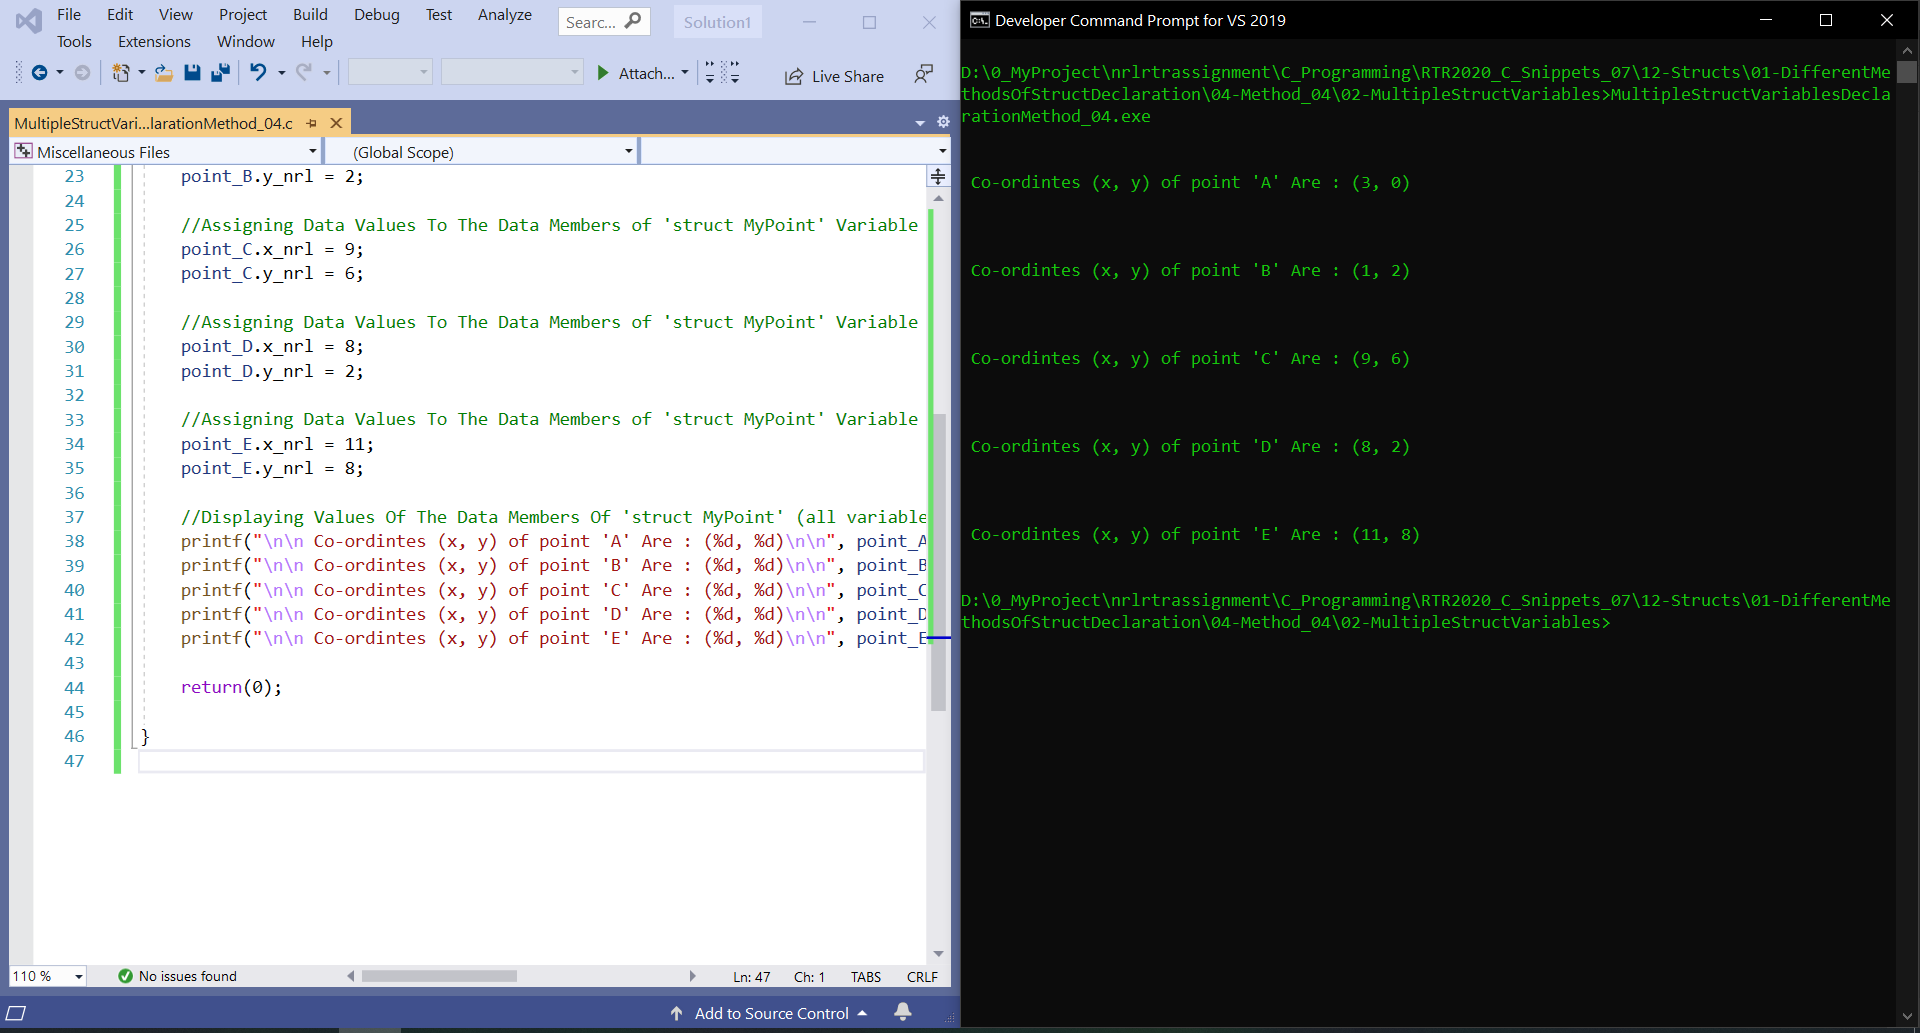 File Edit View Project Build Debug Test Analyze Searc... Solution1
Tools Extensions Window Help
Attach... Live Share
MultipleStructVari...larationMethod_04.c
Miscellaneous Files (Global Scope)
23 point_B.y_nrl = 2;
24
25 //Assigning Data Values To The Data Members of 'struct MyPoint' Variable
26 point_C.x_nrl = 9;
27 point_C.y_nrl = 6;
28
29 //Assigning Data Values To The Data Members of 'struct MyPoint' Variable
30 point_D.x_nrl = 8;
31 point_D.y_nrl = 2;
32
33 //Assigning Data Values To The Data Members of 'struct MyPoint' Variable
34 point_E.x_nrl = 11;
35 point_E.y_nrl = 8;
36
37 //Displaying Values Of The Data Members Of 'struct MyPoint' (all variable
38 printf("\n\n Co-ordintes (x, y) of point 'A' Are : (%d, %d)\n\n", point_A
39 printf("\n\n Co-ordintes (x, y) of point 'B' Are : (%d, %d)\n\n", point_B
40 printf("\n\n Co-ordintes (x, y) of point 'C' Are : (%d, %d)\n\n", point_C
41 printf("\n\n Co-ordintes (x, y) of point 'D' Are : (%d, %d)\n\n", point_D
42 printf("\n\n Co-ordintes (x, y) of point 'E' Are : (%d, %d)\n\n", point_E
43
44 return(0);
45
46 }
47
110 % No issues found Ln: 47 Ch: 1 TABS CRLF
Add to Source Control
Developer Command Prompt for VS 2019
D:\0_MyProject\nrlrtrassignment\C_Programming\RTR2020_C_Snippets_07\12-Structs\01-DifferentMe
thodsOfStructDeclaration\04-Method_04\02-MultipleStructVariables>MultipleStructVariablesDecla
rationMethod_04.exe
Co-ordintes (x, y) of point 'A' Are : (3, 0)
Co-ordintes (x, y) of point 'B' Are : (1, 2)
Co-ordintes (x, y) of point 'C' Are : (9, 6)
Co-ordintes (x, y) of point 'D' Are : (8, 2)
Co-ordintes (x, y) of point 'E' Are : (11, 8)
D:\0_MyProject\nrlrtrassignment\C_Programming\RTR2020_C_Snippets_07\12-Structs\01-DifferentMe
thodsOfStructDeclaration\04-Method_04\02-MultipleStructVariables>